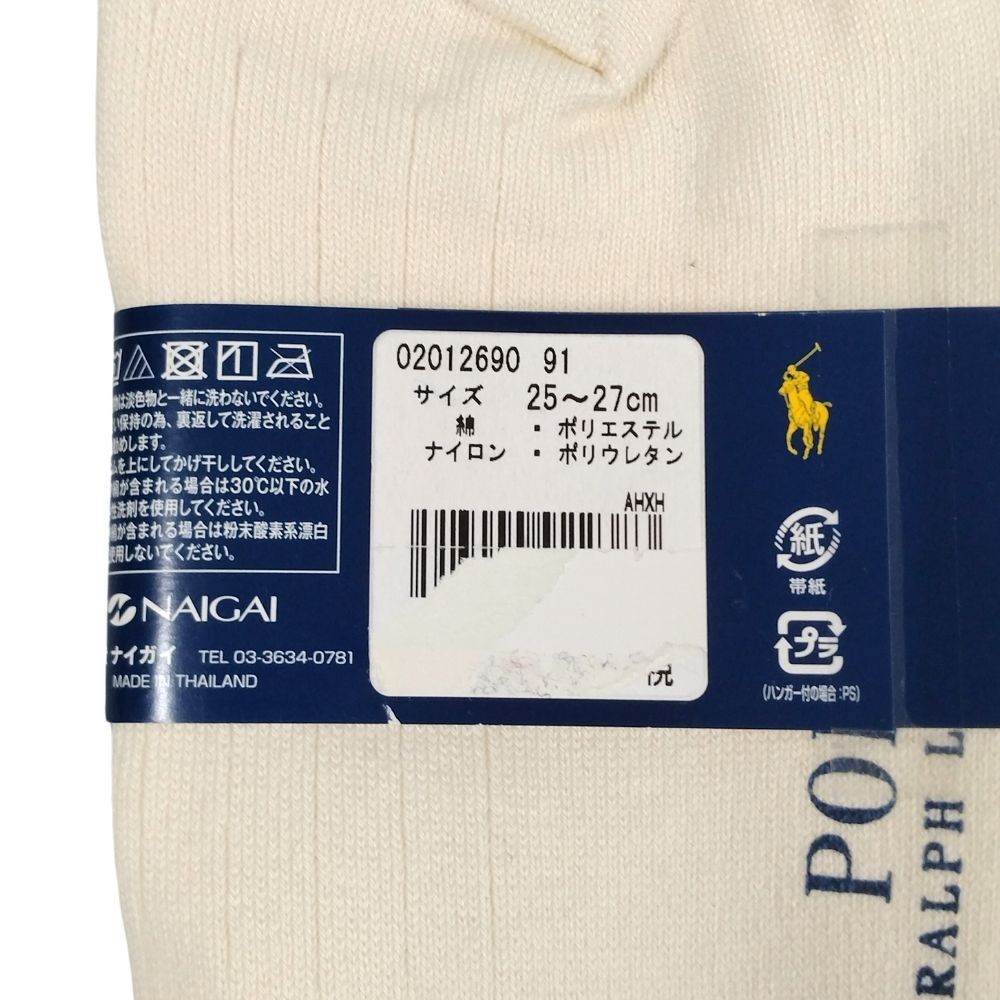 物は淡色物と一緒に洗わないでください。
い保持の為、裏返して洗濯されること
勧めします。
ムを上にしてかげ干ししてください。
絹が含まれる場合は30℃以下の水
性洗剤を使用してください。
絹が含まれる場合は粉末酸素系漂白
使用しないでください。
NAIGAI
ナイガイ TEL 03-3634-0781
MADE IN THAILAND
02012690 91
サイズ 25～27cm
綿 ・ ポリエステル
ナイロン ・ ポリウレタン
AHXH
紙
帯紙
プラ
(ハンガー付の場合:PS)
PO
RALPH L